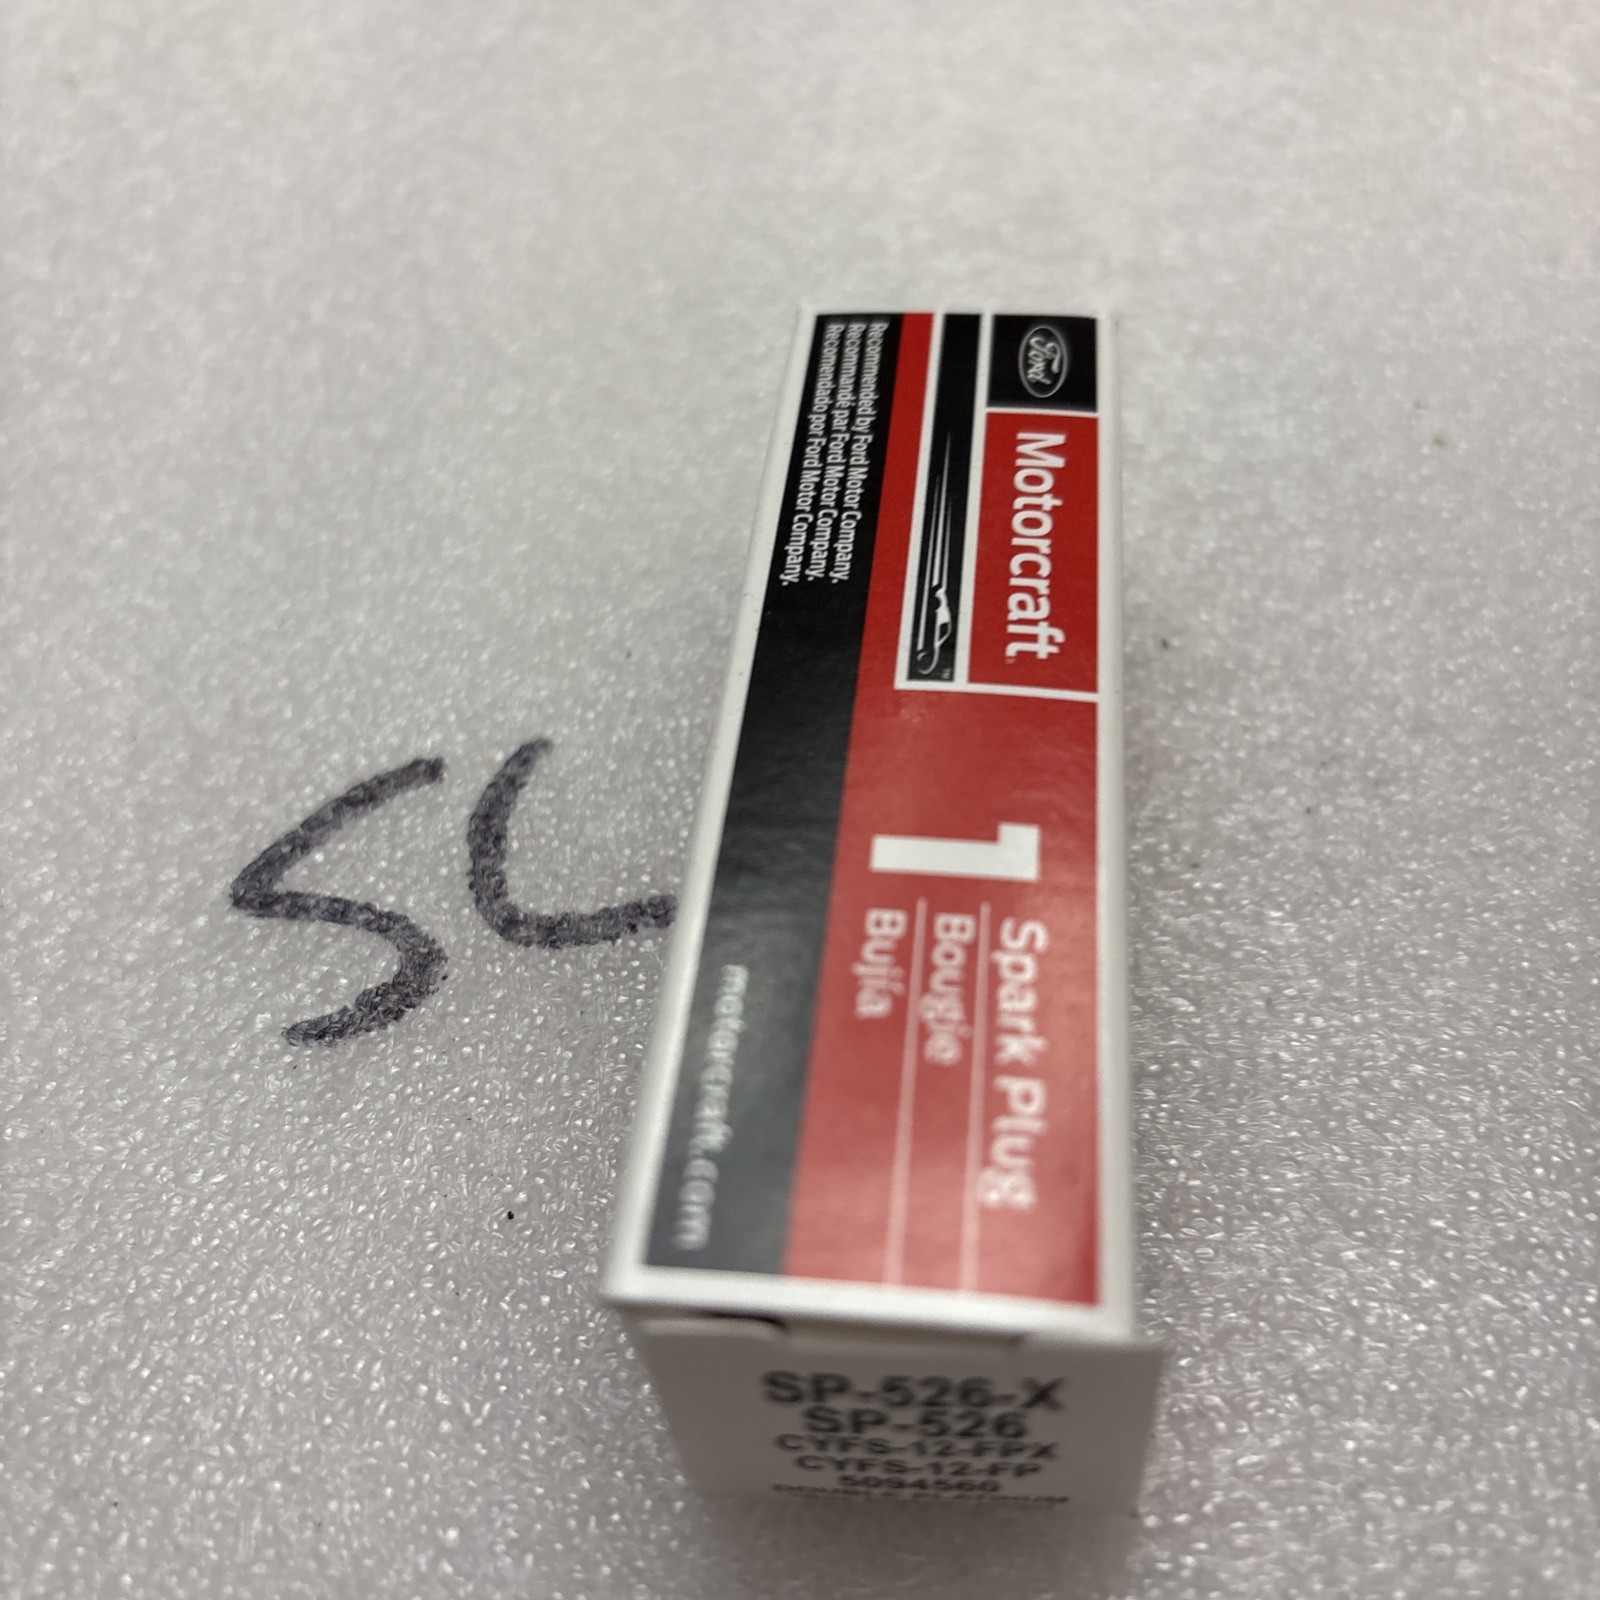 Ford
Motorcraft
Recommended by Ford Motor Company.
Recommandé par Ford Motor Company.
Recomendado por Ford Motor Company.
1
Spark Plug
Bougie
Bujía
motorcraft.com
SP-526-X
SP-526
CYFS-12-FPX
CYFS-12-FP
5094560
SL